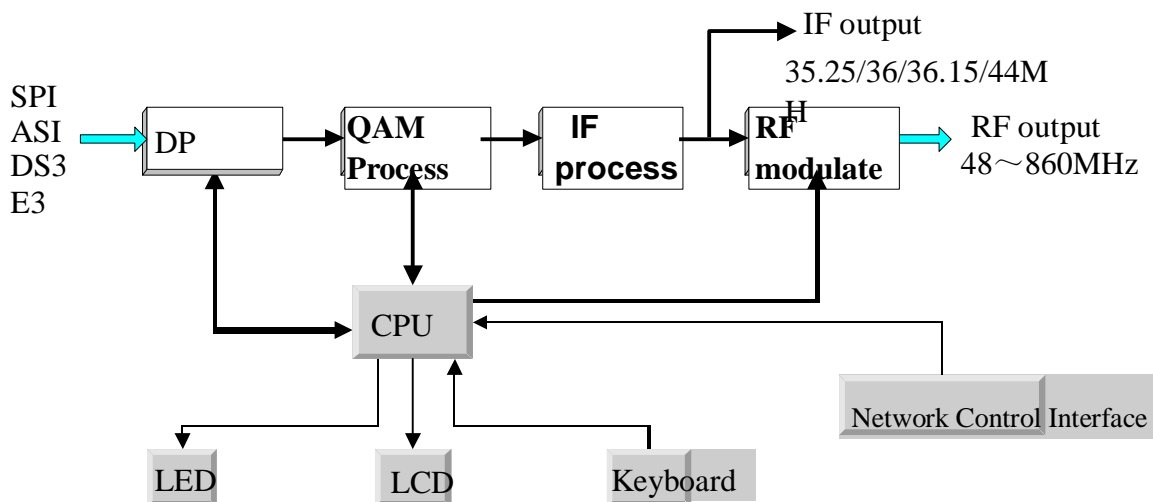 IF output
35.25/36/36.15/44M
H
SPI
ASI
DS3
E3
DP
QAM
Process
IF
process
RF
modulate
RF output
48～860MHz
CPU
Network Control Interface
LED
LCD
Keyboard